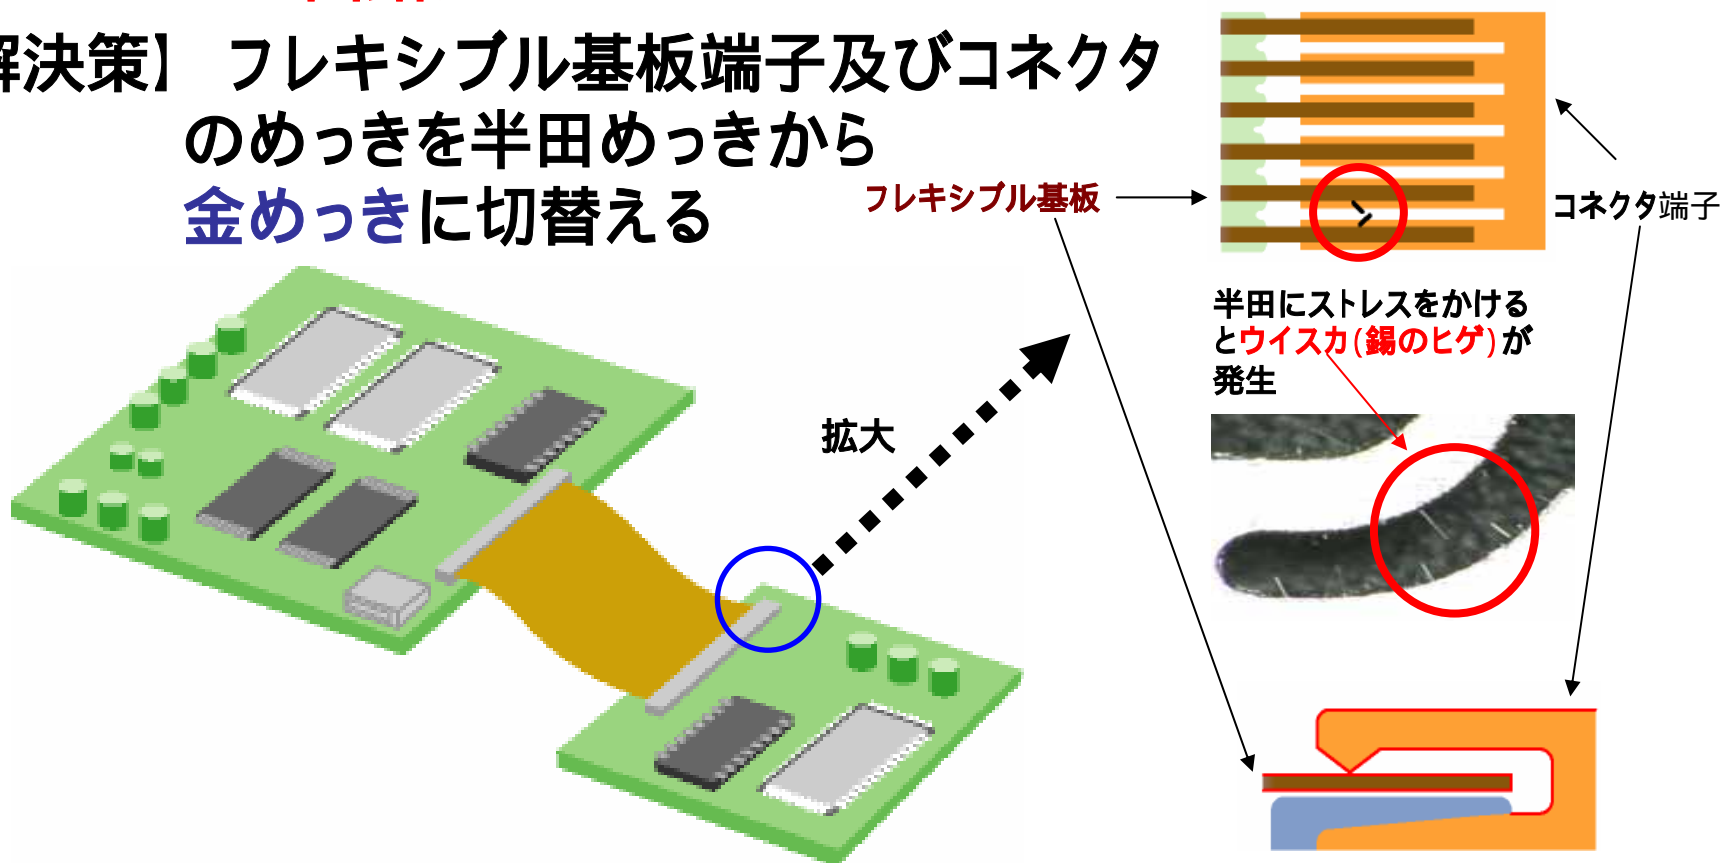 解決策】 フレキシブル基板端子及びコネクタ
のめっきを半田めっきから
金めっきに切替える
フレキシブル基板
コネクタ端子
半田にストレスをかける
とウイスカ(錫のヒゲ)が
発生
拡大